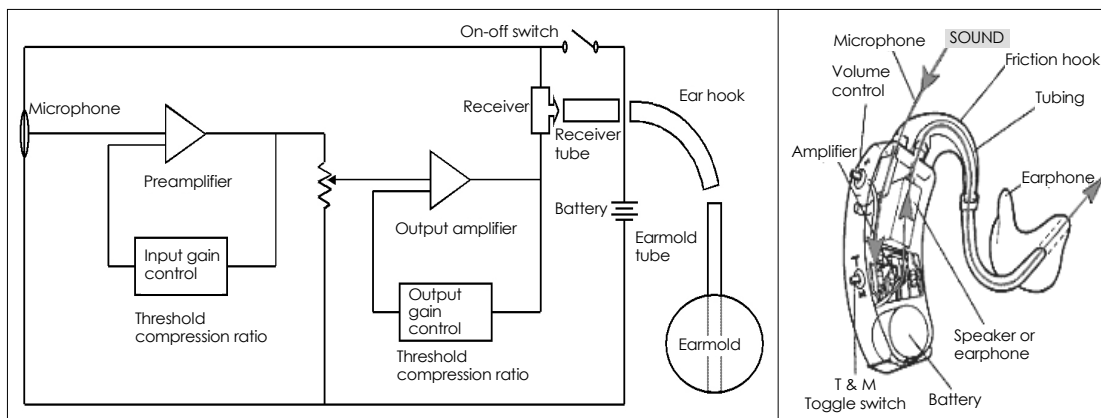 On-off switch
Microphone
Receiver
Ear hook
Receiver
tube
Preamplifier
Battery
Output amplifier
Earmold
tube
Input gain
control
Output
gain
control
Threshold
compression ratio
Threshold
compression ratio
Earmold
SOUND
Microphone
Friction hook
Volume
control
Tubing
Amplifier
Earphone
T
M
Speaker or
earphone
Battery
T & M
Toggle switch